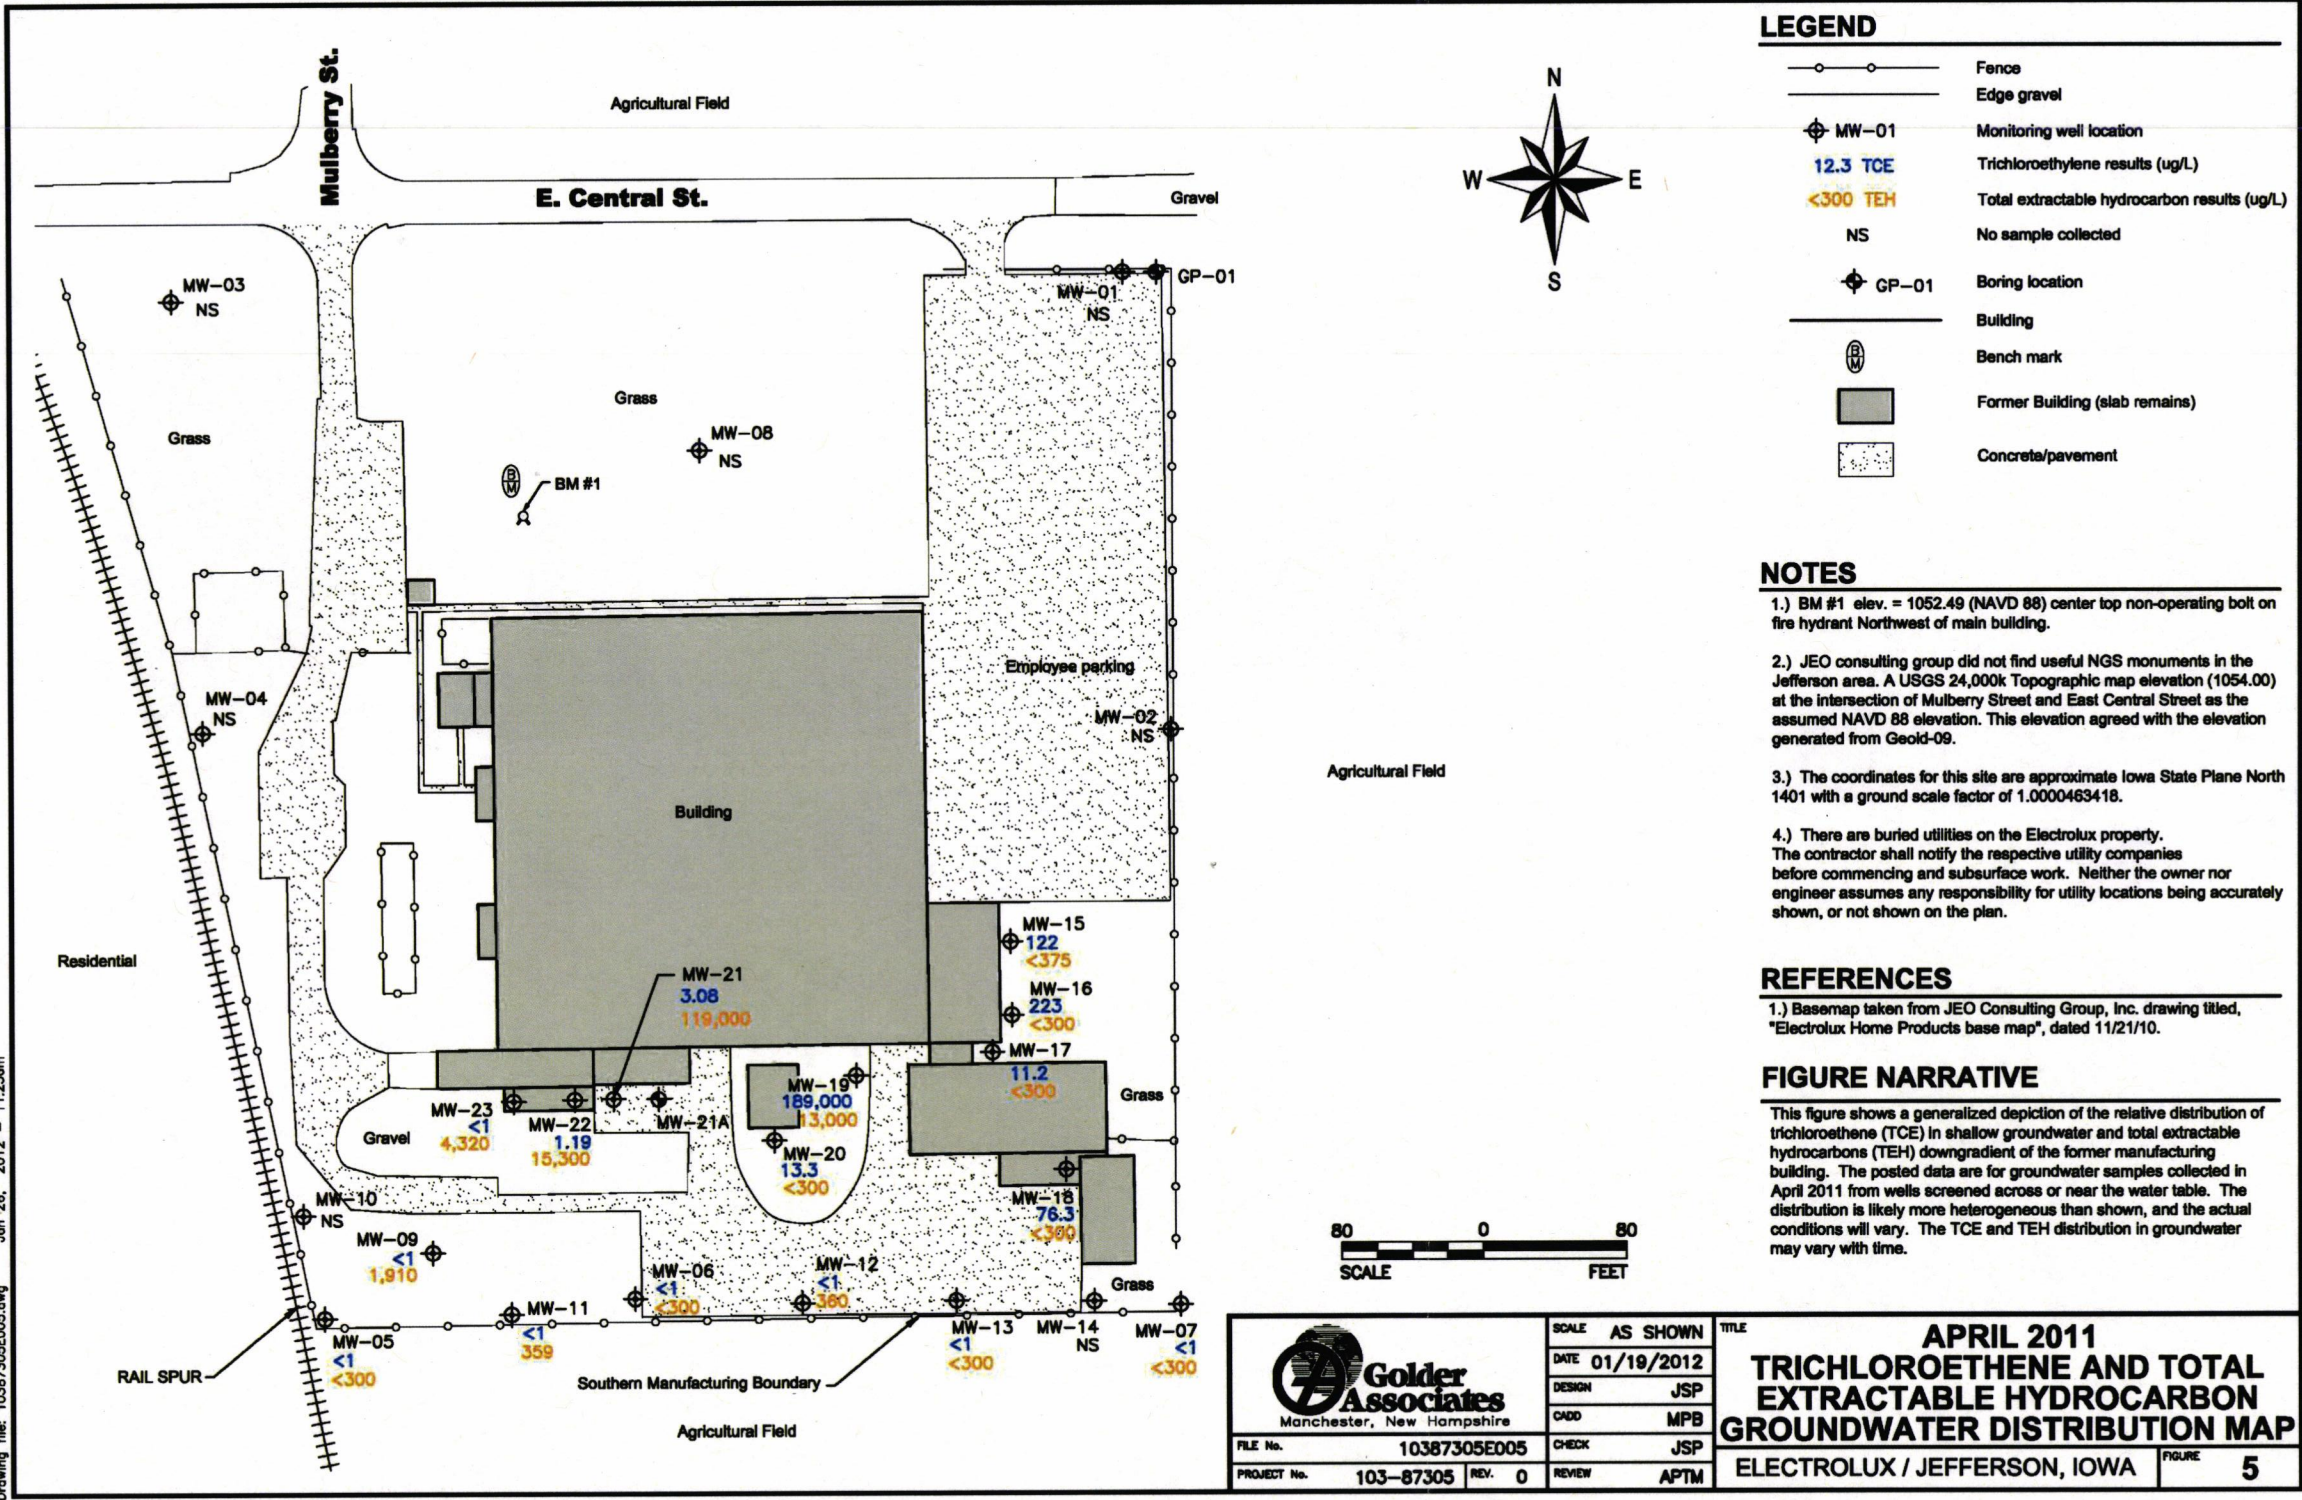 Mulberry St.
E. Central St.
Agricultural Field
Gravel
MW-03
NS
Grass
MW-01
NS
GP-01
Grass
MW-08
NS
B
M
BM #1
MW-04
NS
Employee parking
MW-02
NS
Agricultural Field
Building
Residential
MW-15
122
<375
MW-16
223
<300
MW-17
11.2
<300
MW-21
3.08
119,000
MW-19
189,000
13,000
MW-20
13.3
<300
MW-21A
MW-22
1.19
15,300
MW-23
<1
4,320
Gravel
Grass
MW-18
76.3
<300
MW-10
NS
MW-09
<1
1,910
MW-06
<1
<300
MW-12
<1
360
Grass
MW-11
<1
359
MW-05
<1
<300
MW-13
<1
<300
MW-14
NS
MW-07
<1
<300
RAIL SPUR
Southern Manufacturing Boundary
Agricultural Field
N
W
E
S
80
0
80
SCALE
FEET
LEGEND
Fence
Edge gravel
MW-01 Monitoring well location
12.3 TCE Trichloroethylene results (ug/L)
<300 TEH Total extractable hydrocarbon results (ug/L)
NS No sample collected
GP-01 Boring location
Building
B
M
Bench mark
Former Building (slab remains)
Concrete/pavement
NOTES
1.) BM #1 elev. = 1052.49 (NAVD 88) center top non-operating bolt on
fire hydrant Northwest of main building.
2.) JEO consulting group did not find useful NGS monuments in the
Jefferson area. A USGS 24,000k Topographic map elevation (1054.00)
at the intersection of Mulberry Street and East Central Street as the
assumed NAVD 88 elevation. This elevation agreed with the elevation
generated from Geoid-09.
3.) The coordinates for this site are approximate Iowa State Plane North
1401 with a ground scale factor of 1.0000463418.
4.) There are buried utilities on the Electrolux property.
The contractor shall notify the respective utility companies
before commencing and subsurface work. Neither the owner nor
engineer assumes any responsibility for utility locations being accurately
shown, or not shown on the plan.
REFERENCES
1.) Basemap taken from JEO Consulting Group, Inc. drawing titled,
"Electrolux Home Products base map", dated 11/21/10.
FIGURE NARRATIVE
This figure shows a generalized depiction of the relative distribution of
trichloroethene (TCE) in shallow groundwater and total extractable
hydrocarbons (TEH) downgradient of the former manufacturing
building. The posted data are for groundwater samples collected in
April 2011 from wells screened across or near the water table. The
distribution is likely more heterogeneous than shown, and the actual
conditions will vary. The TCE and TEH distribution in groundwater
may vary with time.
Golder
Associates
Manchester, New Hampshire
FILE No. 10387305E005
PROJECT No. 103-87305 REV. 0
SCALE AS SHOWN
DATE 01/19/2012
DESIGN JSP
CADD MPB
CHECK JSP
REVIEW APTM
TITLE
APRIL 2011
TRICHLOROETHENE AND TOTAL
EXTRACTABLE HYDROCARBON
GROUNDWATER DISTRIBUTION MAP
ELECTROLUX / JEFFERSON, IOWA
FIGURE 5